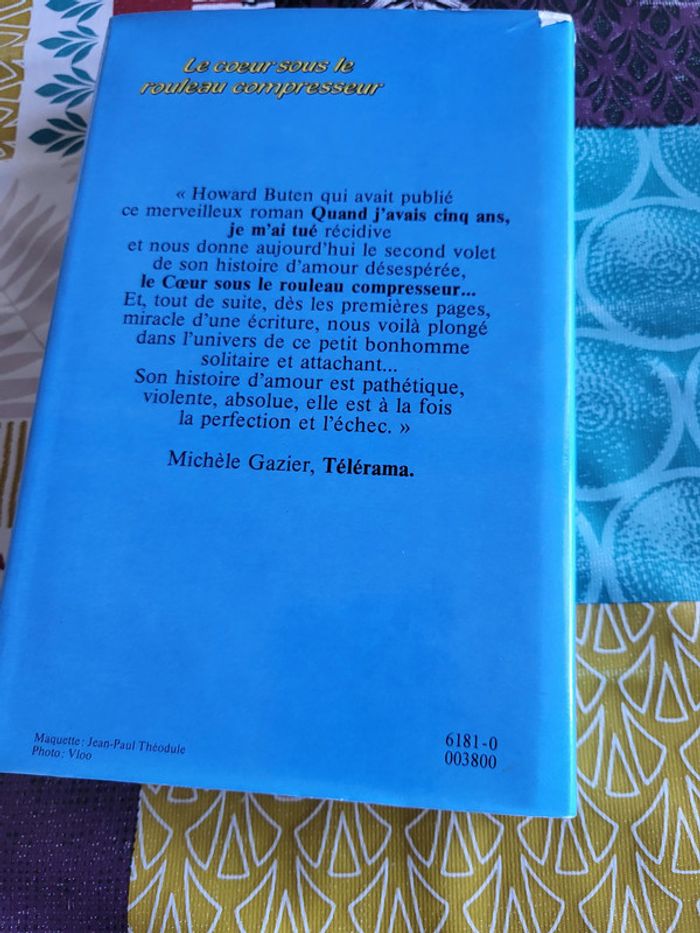 Le cœur sous le
rouleau compresseur
« Howard Buten qui avait publié
ce merveilleux roman Quand j'avais cinq ans,
je m'ai tué récidive
et nous donne aujourd'hui le second volet
de son histoire d'amour désespérée,
le Cœur sous le rouleau compresseur...
Et, tout de suite, dès les premières pages,
miracle d'une écriture, nous voilà plongé
dans l'univers de ce petit bonhomme
solitaire et attachant...
Son histoire d'amour est pathétique,
violente, absolue, elle est à la fois
la perfection et l'échec. »
Michèle Gazier, Télérama.
Maquette : Jean-Paul Théodule
Photo : Vloo
6181-0
003800